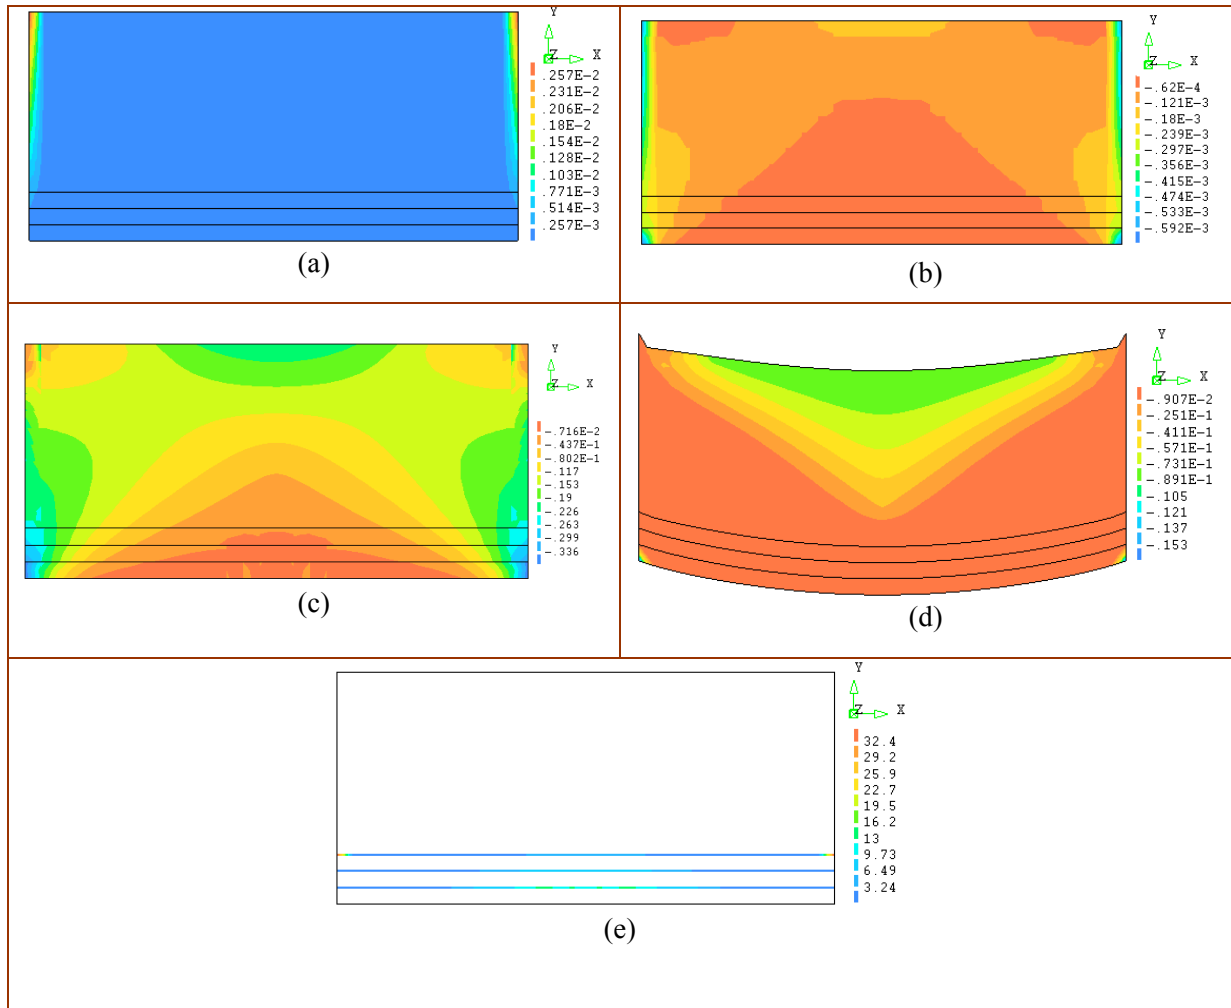 Y
Z X
.257E-2
.231E-2
.206E-2
.18E-2
.154E-2
.128E-2
.103E-2
.771E-3
.514E-3
.257E-3
(a)
Y
Z X
-.62E-4
-.121E-3
-.18E-3
-.239E-3
-.297E-3
-.356E-3
-.415E-3
-.474E-3
-.533E-3
-.592E-3
(b)
Y
Z X
-.716E-2
-.437E-1
-.802E-1
-.117
-.153
-.19
-.226
-.263
-.299
-.336
(c)
Y
Z X
-.907E-2
-.251E-1
-.411E-1
-.571E-1
-.731E-1
-.891E-1
-.105
-.121
-.137
-.153
(d)
Y
Z X
32.4
29.2
25.9
22.7
19.5
16.2
13
9.73
6.49
3.24
(e)